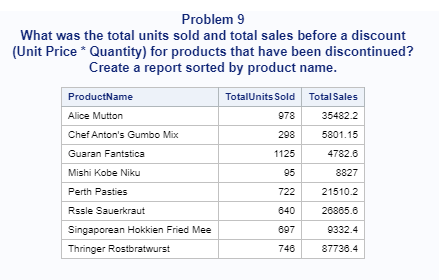 Problem 9
What was the total units sold and total sales before a discount
(Unit Price * Quantity) for products that have been discontinued?
Create a report sorted by product name.
ProductName TotalUnitsSold TotalSales
Alice Mutton 978 35482.2
Chef Anton's Gumbo Mix 298 5801.15
Guaran Fantstica 1125 4782.6
Mishi Kobe Niku 95 8827
Perth Pasties 722 21510.2
Rssle Sauerkraut 640 26865.6
Singaporean Hokkien Fried Mee 697 9332.4
Thringer Rostbratwurst 746 87736.4